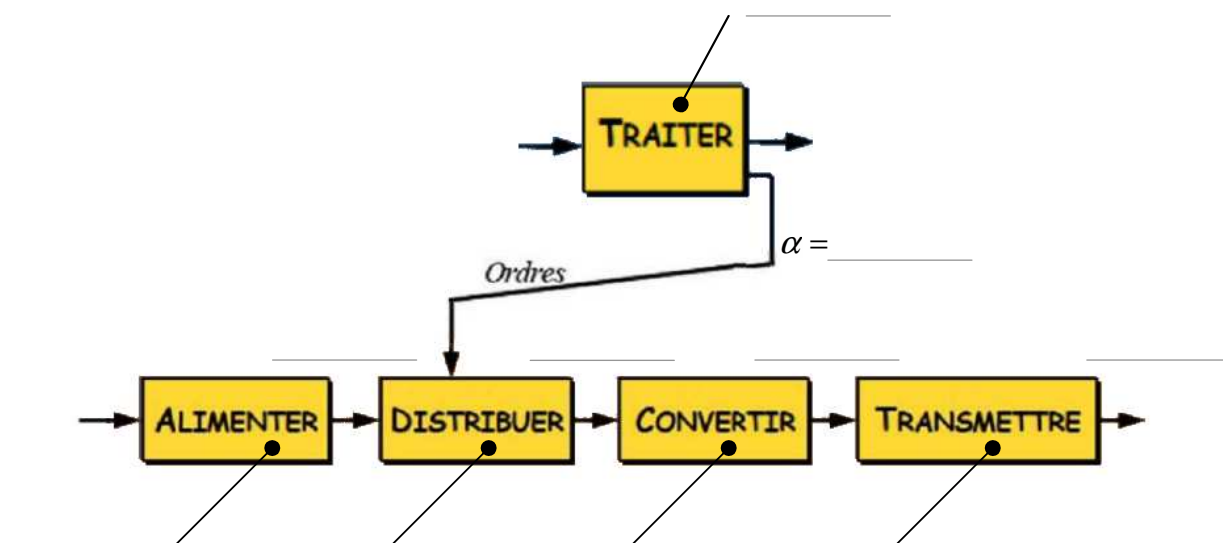 TRAITER
α =
Ordres
ALIMENTER
DISTRIBUER
CONVERTIR
TRANSMETTRE